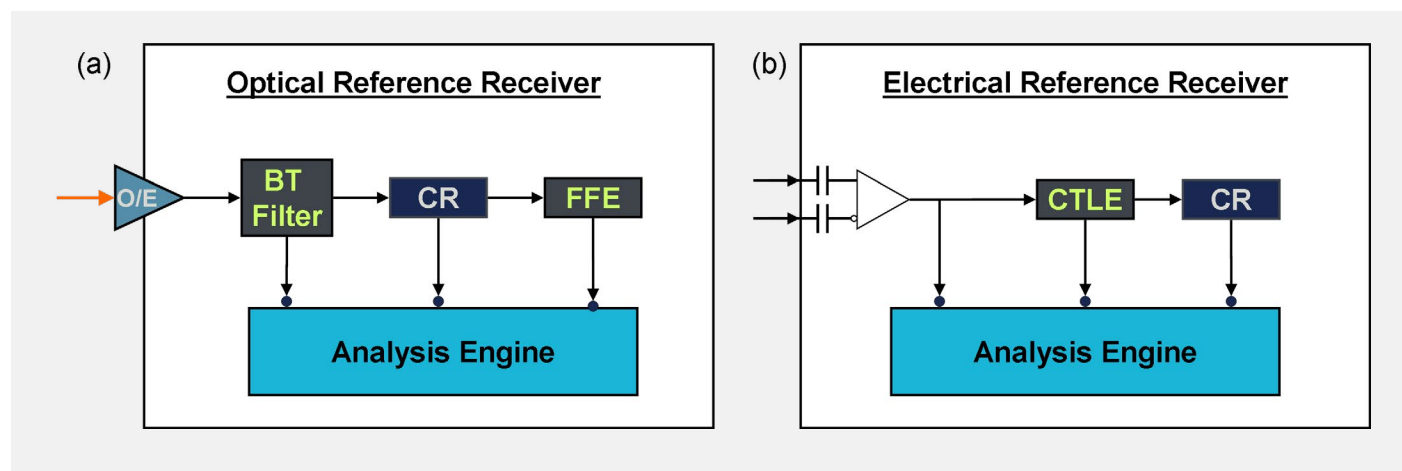 (a)
Optical Reference Receiver
O/E
BT
Filter
CR
FFE
Analysis Engine
(b)
Electrical Reference Receiver
CTLE
CR
Analysis Engine